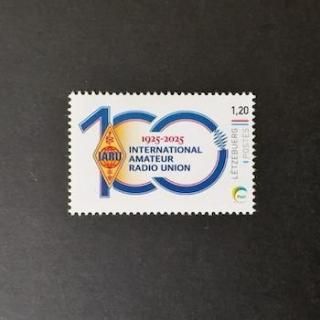 100
1925-2025
INTERNATIONAL
AMATEUR
RADIO UNION
IARU
1,20
LËTZEBUERG
POSTES